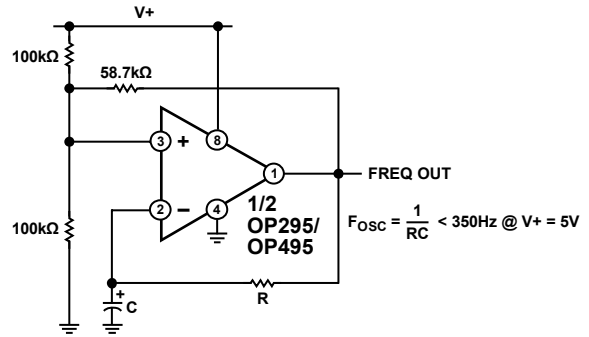 V+
100kΩ
58.7kΩ
3
+
8
1
FREQ OUT
2
−
4
1/2
OP295/
OP495
F_OSC = 1/RC < 350Hz @ V+ = 5V
100kΩ
+
C
R